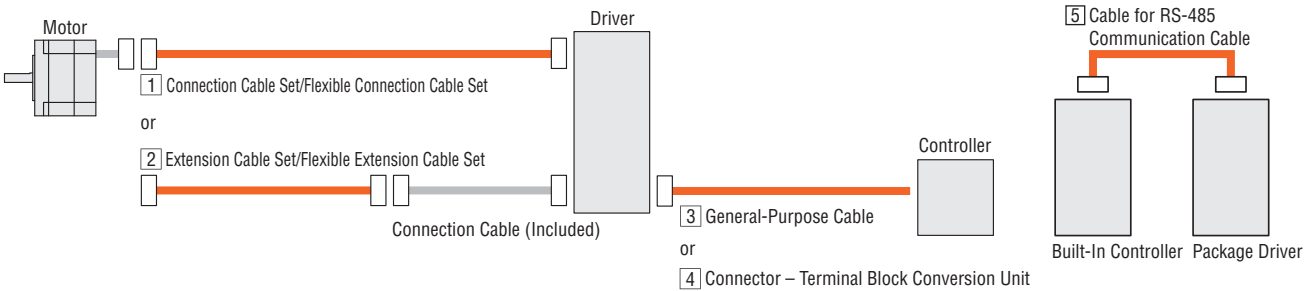 Motor
or
1 Connection Cable Set/Flexible Connection Cable Set
or
2 Extension Cable Set/Flexible Extension Cable Set
Connection Cable (Included)
Driver
Controller
3 General-Purpose Cable
or
4 Connector – Terminal Block Conversion Unit
5 Cable for RS-485
Communication Cable
Built-In Controller
Package Driver